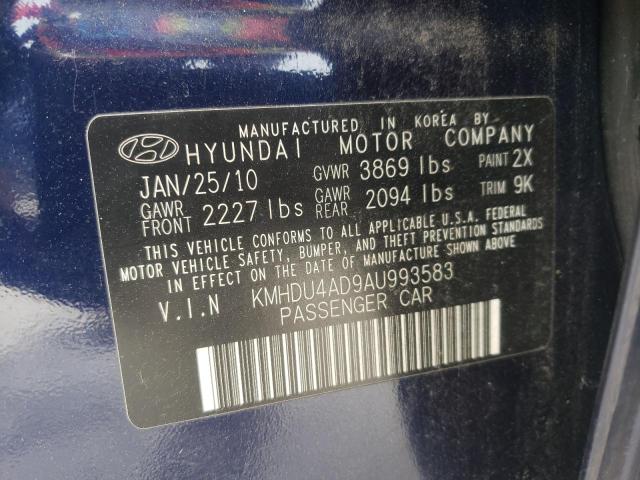 MANUFACTURED IN KOREA BY
HYUNDAI MOTOR COMPANY
JAN/25/10 GVWR 3869 lbs PAINT 2X
GAWR FRONT 2227 lbs GAWR REAR 2094 lbs TRIM 9K
THIS VEHICLE CONFORMS TO ALL APPLICABLE U.S.A. FEDERAL
MOTOR VEHICLE SAFETY, BUMPER, AND THEFT PREVENTION STANDARDS
IN EFFECT ON THE DATE OF MANUFACTURE SHOWN ABOVE.
V.I.N KMHDU4AD9AU993583
PASSENGER CAR